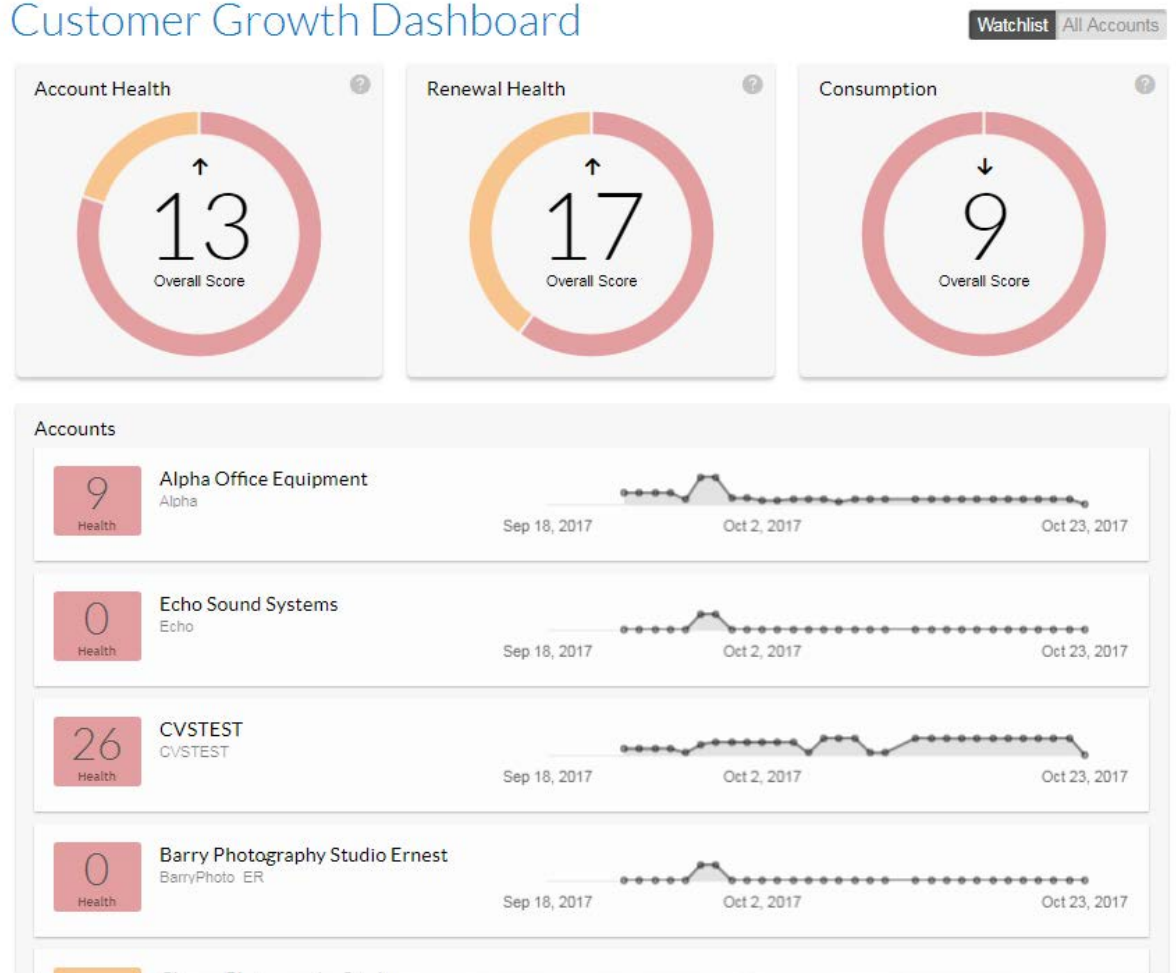 Customer Growth Dashboard
Watchlist All Accounts
Account Health ?
Renewal Health ?
Consumption ?
13
Overall Score
17
Overall Score
9
Overall Score
Accounts
9
Health
Alpha Office Equipment
Alpha
Sep 18, 2017 Oct 2, 2017 Oct 23, 2017
0
Health
Echo Sound Systems
Echo
Sep 18, 2017 Oct 2, 2017 Oct 23, 2017
26
Health
CVSTEST
CVSTEST
Sep 18, 2017 Oct 2, 2017 Oct 23, 2017
0
Health
Barry Photography Studio Ernest
BarryPhoto_ER
Sep 18, 2017 Oct 2, 2017 Oct 23, 2017